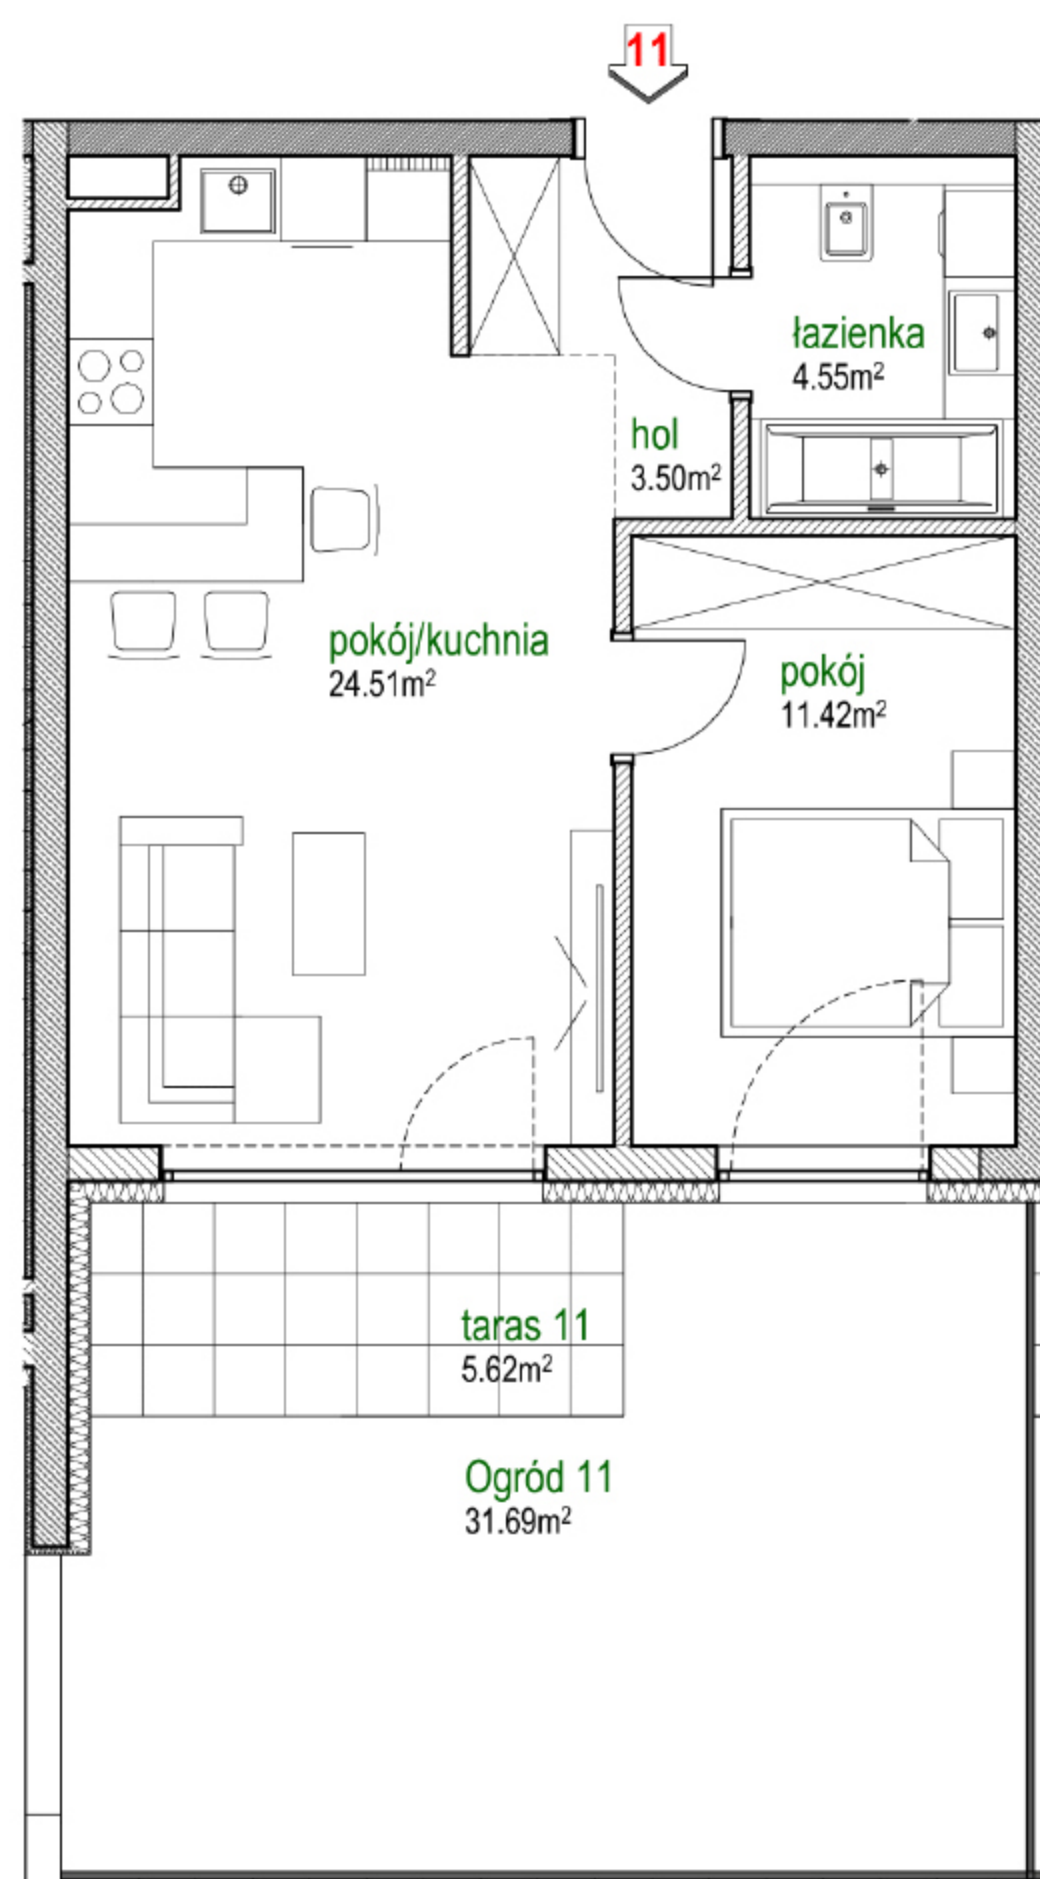 11
łazienka
4.55m²
hol
3.50m²
pokój/kuchnia
24.51m²
pokój
11.42m²
taras 11
5.62m²
Ogród 11
31.69m²